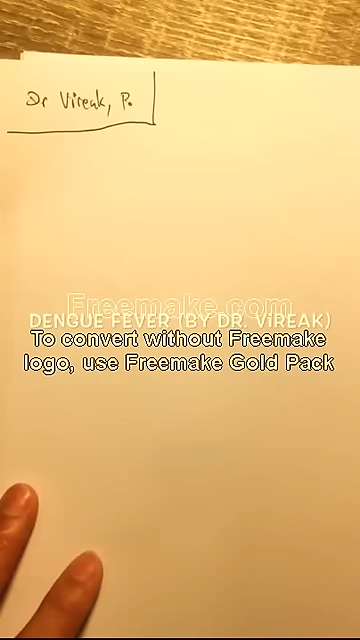 Dr Vireak, P.
Freemake.com
DENGUE FEVER (BY DR. VIREAK)
To convert without Freemake
logo, use Freemake Gold Pack